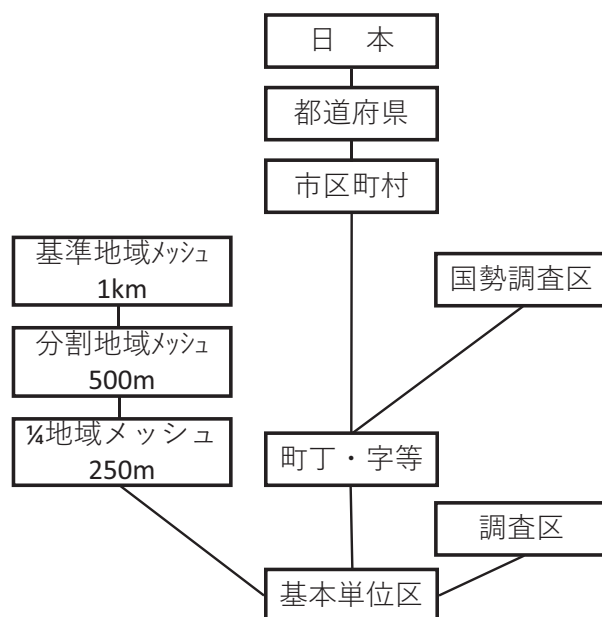 日　本
都道府県
市区町村
基準地域ﾒｯｼｭ
1km
国勢調査区
分割地域ﾒｯｼｭ
500m
¼地域メッシュ
250m
町丁・字等
調査区
基本単位区